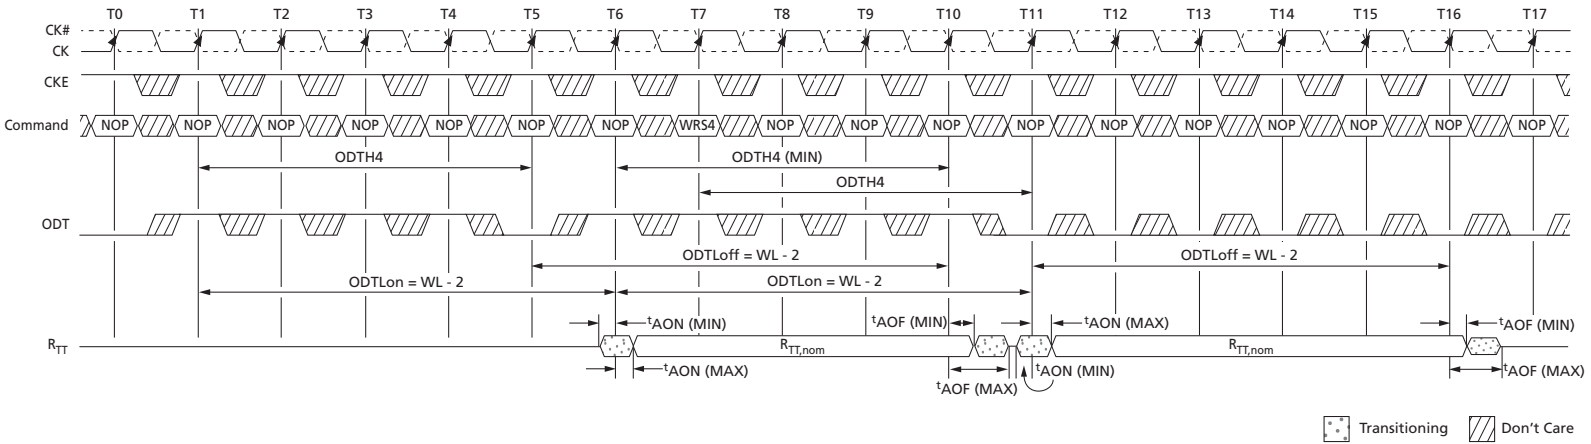 T0 T1 T2 T3 T4 T5 T6 T7 T8 T9 T10 T11 T12 T13 T14 T15 T16 T17
CK#
CK
CKE
Command NOP NOP NOP NOP NOP NOP NOP WRS4 NOP NOP NOP NOP NOP NOP NOP NOP NOP NOP
ODTH4 ODTH4 (MIN)
ODTH4
ODT
ODTLoff = WL - 2 ODTLoff = WL - 2
ODTLon = WL - 2 ODTLon = WL - 2
tAON (MIN) tAOF (MIN) tAON (MAX) tAOF (MIN)
RTT RTT,nom RTT,nom
tAON (MAX) tAON (MIN) tAOF (MAX)
tAOF (MAX)
Transitioning Don't Care